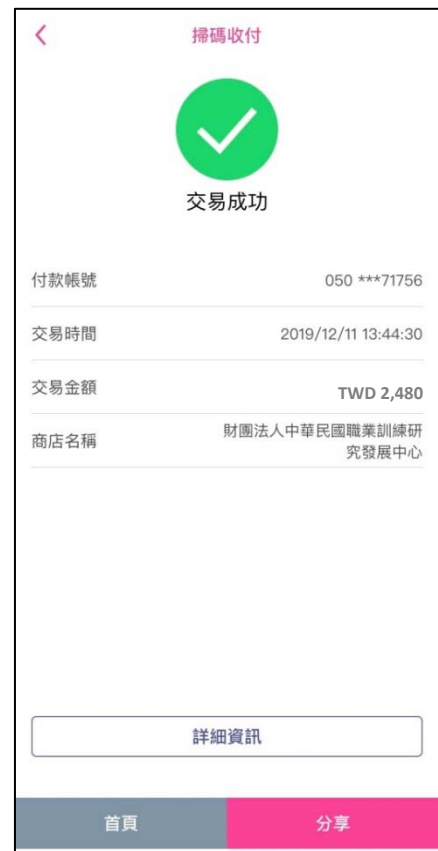 掃碼收付
交易成功
付款帳號 050 ***71756
交易時間 2019/12/11 13:44:30
交易金額 TWD 2,480
商店名稱 財團法人中華民國職業訓練研
究發展中心
詳細資訊
首頁 分享